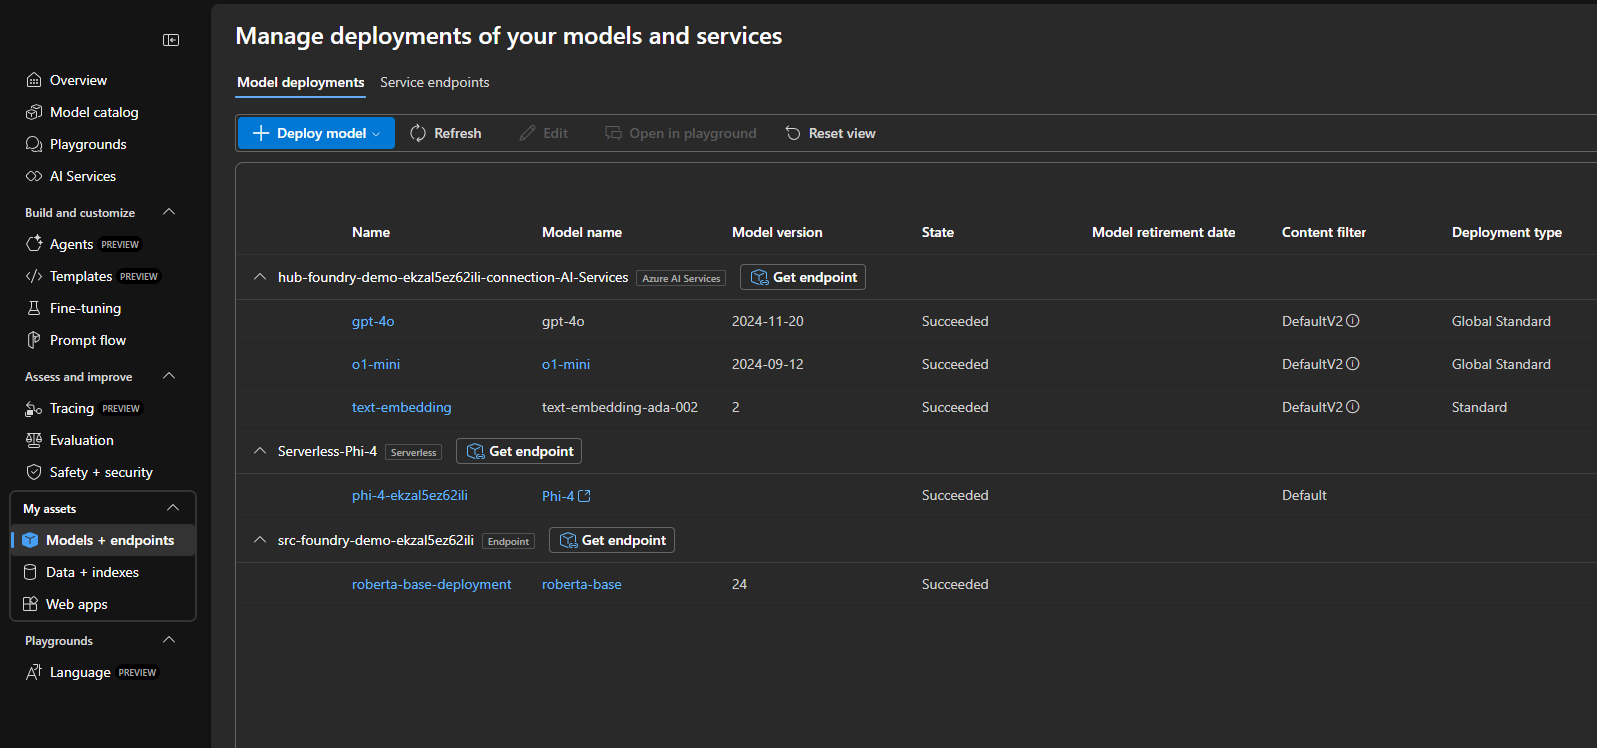 Manage deployments of your models and services
Model deployments Service endpoints
Deploy model Refresh Edit Open in playground Reset view
Overview
Model catalog
Playgrounds
AI Services
Build and customize
Agents PREVIEW
Templates PREVIEW
Fine-tuning
Prompt flow
Assess and improve
Tracing PREVIEW
Evaluation
Safety + security
My assets
Models + endpoints
Data + indexes
Web apps
Playgrounds
Language PREVIEW
Name Model name Model version State Model retirement date Content filter Deployment type
hub-foundry-demo-ekzal5ez62ili-connection-AI-Services Azure AI Services Get endpoint
gpt-4o gpt-4o 2024-11-20 Succeeded DefaultV2 Global Standard
o1-mini o1-mini 2024-09-12 Succeeded DefaultV2 Global Standard
text-embedding text-embedding-ada-002 2 Succeeded DefaultV2 Standard
Serverless-Phi-4 Serverless Get endpoint
phi-4-ekzal5ez62ili Phi-4 Succeeded Default
src-foundry-demo-ekzal5ez62ili Endpoint Get endpoint
roberta-base-deployment roberta-base 24 Succeeded